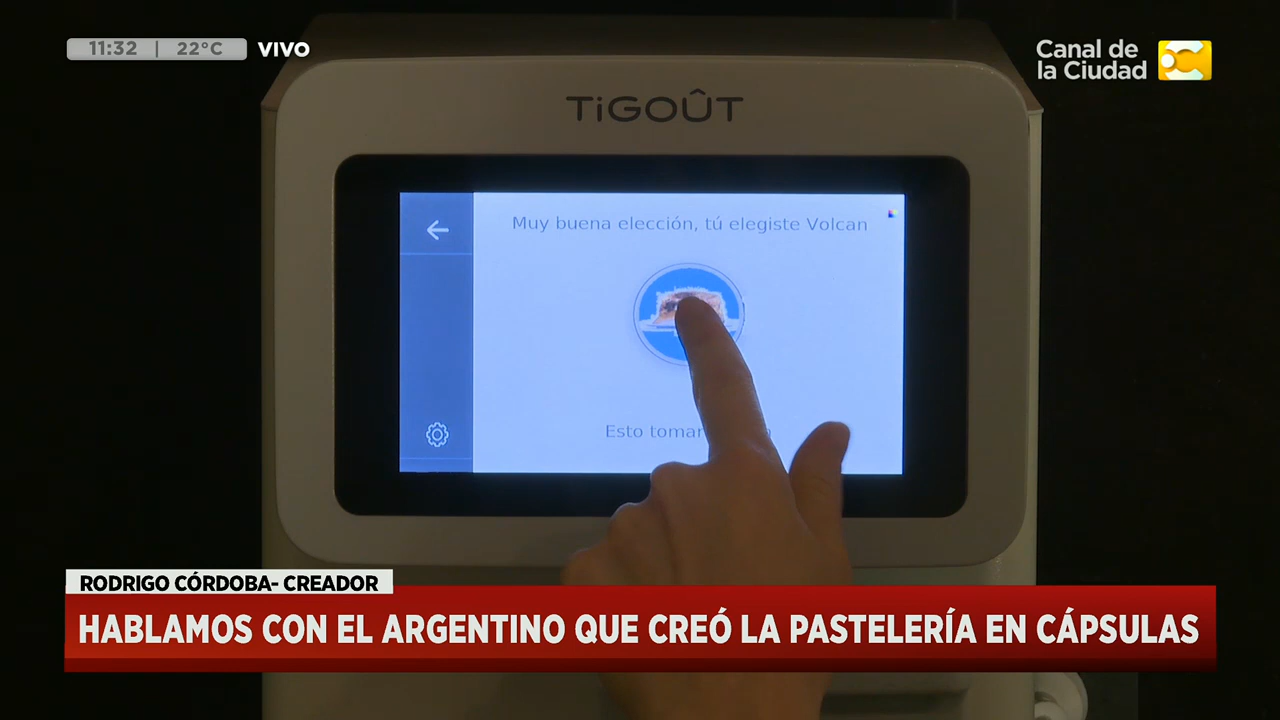 11:32 | 22°C VIVO
Canal de
la Ciudad
TiGOÛT
Muy buena elección, tú elegiste Volcan
Esto
RODRIGO CÓRDOBA- CREADOR
HABLAMOS CON EL ARGENTINO QUE CREÓ LA PASTELERÍA EN CÁPSULAS